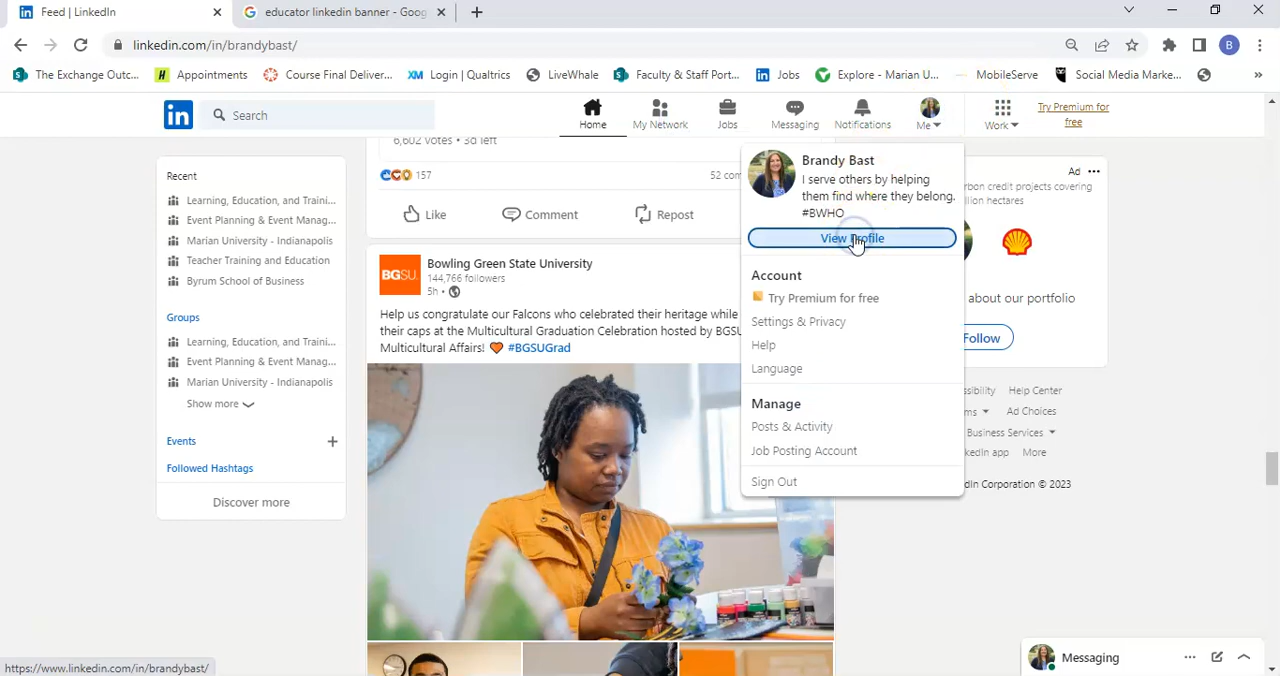 Feed | LinkedIn
educator linkedin banner - Goog
linkedin.com/in/brandybast/
B
The Exchange Outc...
Appointments
Course Final Deliver...
Login | Qualtrics
LiveWhale
Faculty & Staff Port...
Jobs
Explore - Marian U...
MobileServe
Social Media Marke...
in
Search
Home
My Network
Jobs
Messaging
Notifications
Me
Work
Try Premium for
free
Recent
Learning, Education, and Traini...
Event Planning & Event Manag...
Marian University - Indianapolis
Teacher Training and Education
Byrum School of Business
Groups
Learning, Education, and Traini...
Event Planning & Event Manag...
Marian University - Indianapolis
Show more
Events
Followed Hashtags
Discover more
6,602 votes • 3d left
157
52 com
Like
Comment
Repost
BGSU.
Bowling Green State University
144,766 followers
5h •
Help us congratulate our Falcons who celebrated their heritage while
their caps at the Multicultural Graduation Celebration hosted by BGSU
Multicultural Affairs! 🧡 #BGSUGrad
Brandy Bast
I serve others by helping
them find where they belong.
#BWHO
View Profile
Account
Try Premium for free
Settings & Privacy
Help
Language
Manage
Posts & Activity
Job Posting Account
Sign Out
Ad
rbon credit projects covering
llion hectares
about our portfolio
Follow
sibility
Help Center
ms
Ad Choices
Business Services
kedIn app
More
din Corporation © 2023
Messaging
https://www.linkedin.com/in/brandybast/